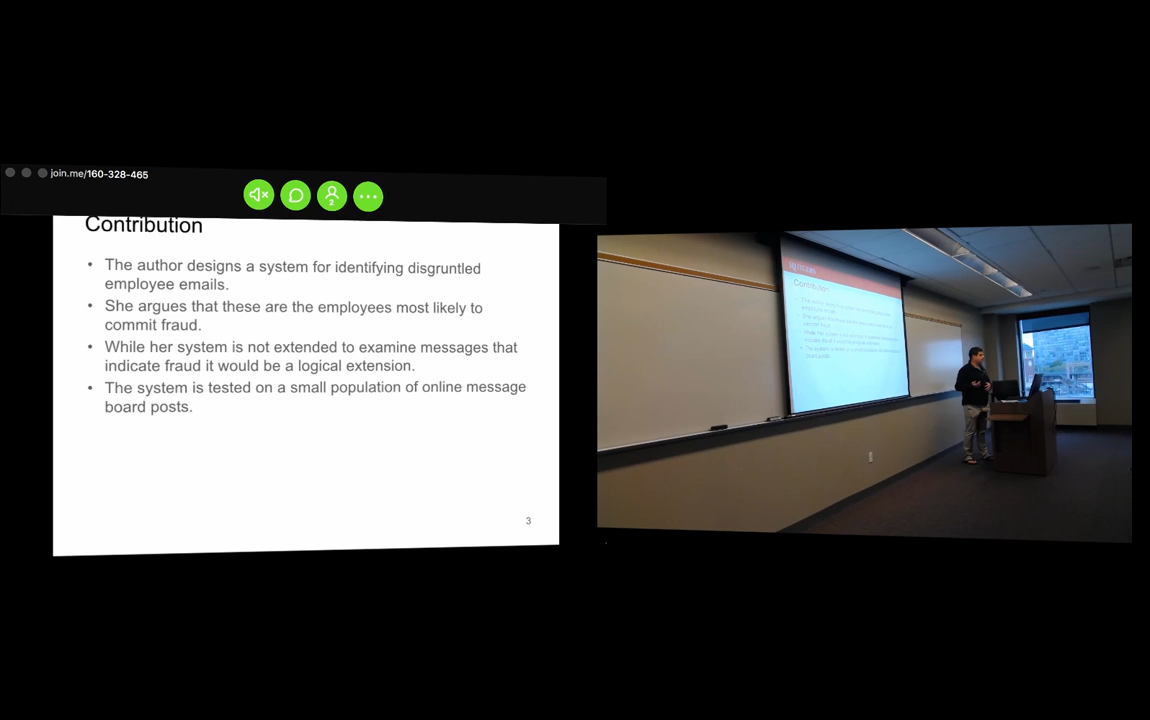 join.me/160-328-465
2
Contribution
• The author designs a system for identifying disgruntled
employee emails.
• She argues that these are the employees most likely to
commit fraud.
• While her system is not extended to examine messages that
indicate fraud it would be a logical extension.
• The system is tested on a small population of online message
board posts.
3
Contribution